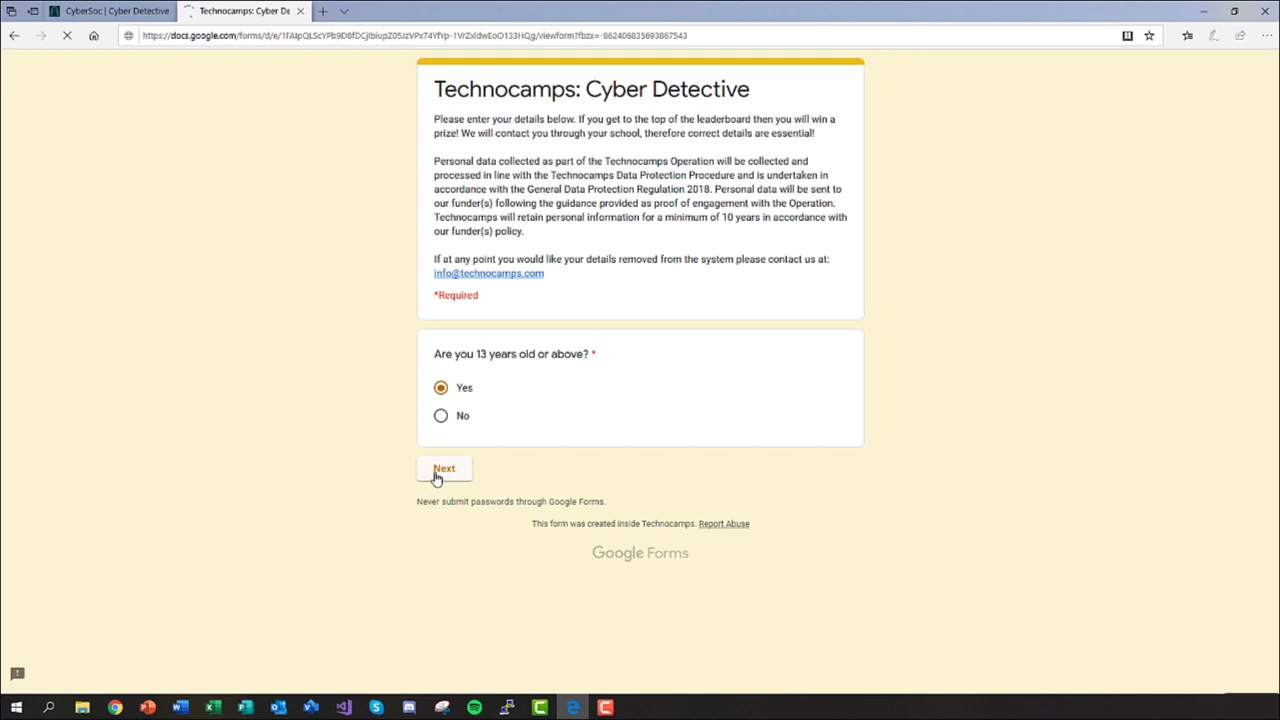 CyberSoc | Cyber Detective
Technocamps: Cyber De
Technocamps: Cyber Detective
Please enter your details below. If you get to the top of the leaderboard then you will win a
prize! We will contact you through your school, therefore correct details are essential!
Personal data collected as part of the Technocamps Operation will be collected and
processed in line with the Technocamps Data Protection Procedure and is undertaken in
accordance with the General Data Protection Regulation 2018. Personal data will be sent to
our funder(s) following the guidance provided as proof of engagement with the Operation.
Technocamps will retain personal information for a minimum of 10 years in accordance with
our funder(s) policy.
If at any point you would like your details removed from the system please contact us at:
info@technocamps.com
*Required
Are you 13 years old or above? *
Yes
No
Next
Never submit passwords through Google Forms.
This form was created inside Technocamps. Report Abuse
Google Forms